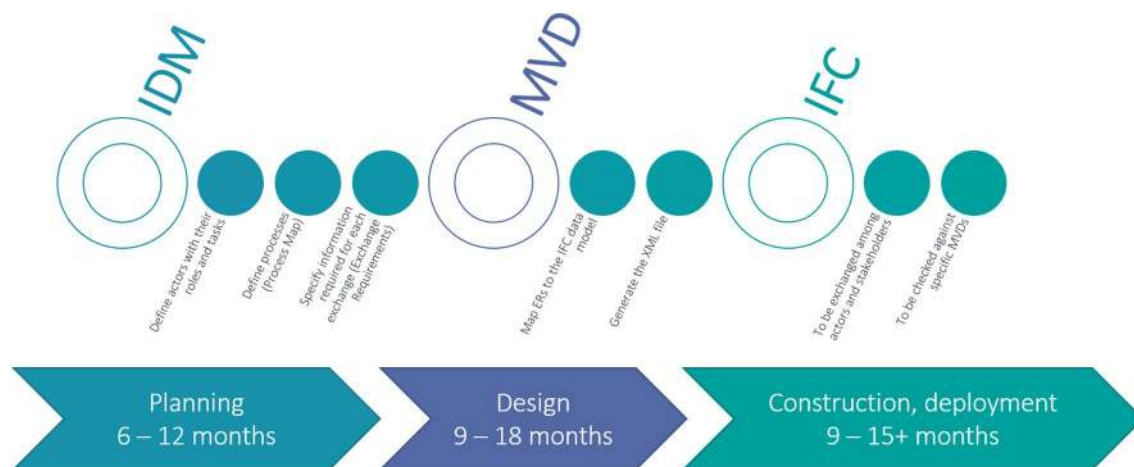 IDM
Define actors with their
roles and tasks
Define processes
(Process Map)
Specify information
required for each
exchange (Exchange
Requirements)
MVD
Map ERs to the IFC data
model
Generate the XML file
IFC
To be exchanged among
actors and stakeholders
To be checked against
specific MVDs
Planning
6 – 12 months
Design
9 – 18 months
Construction, deployment
9 – 15+ months